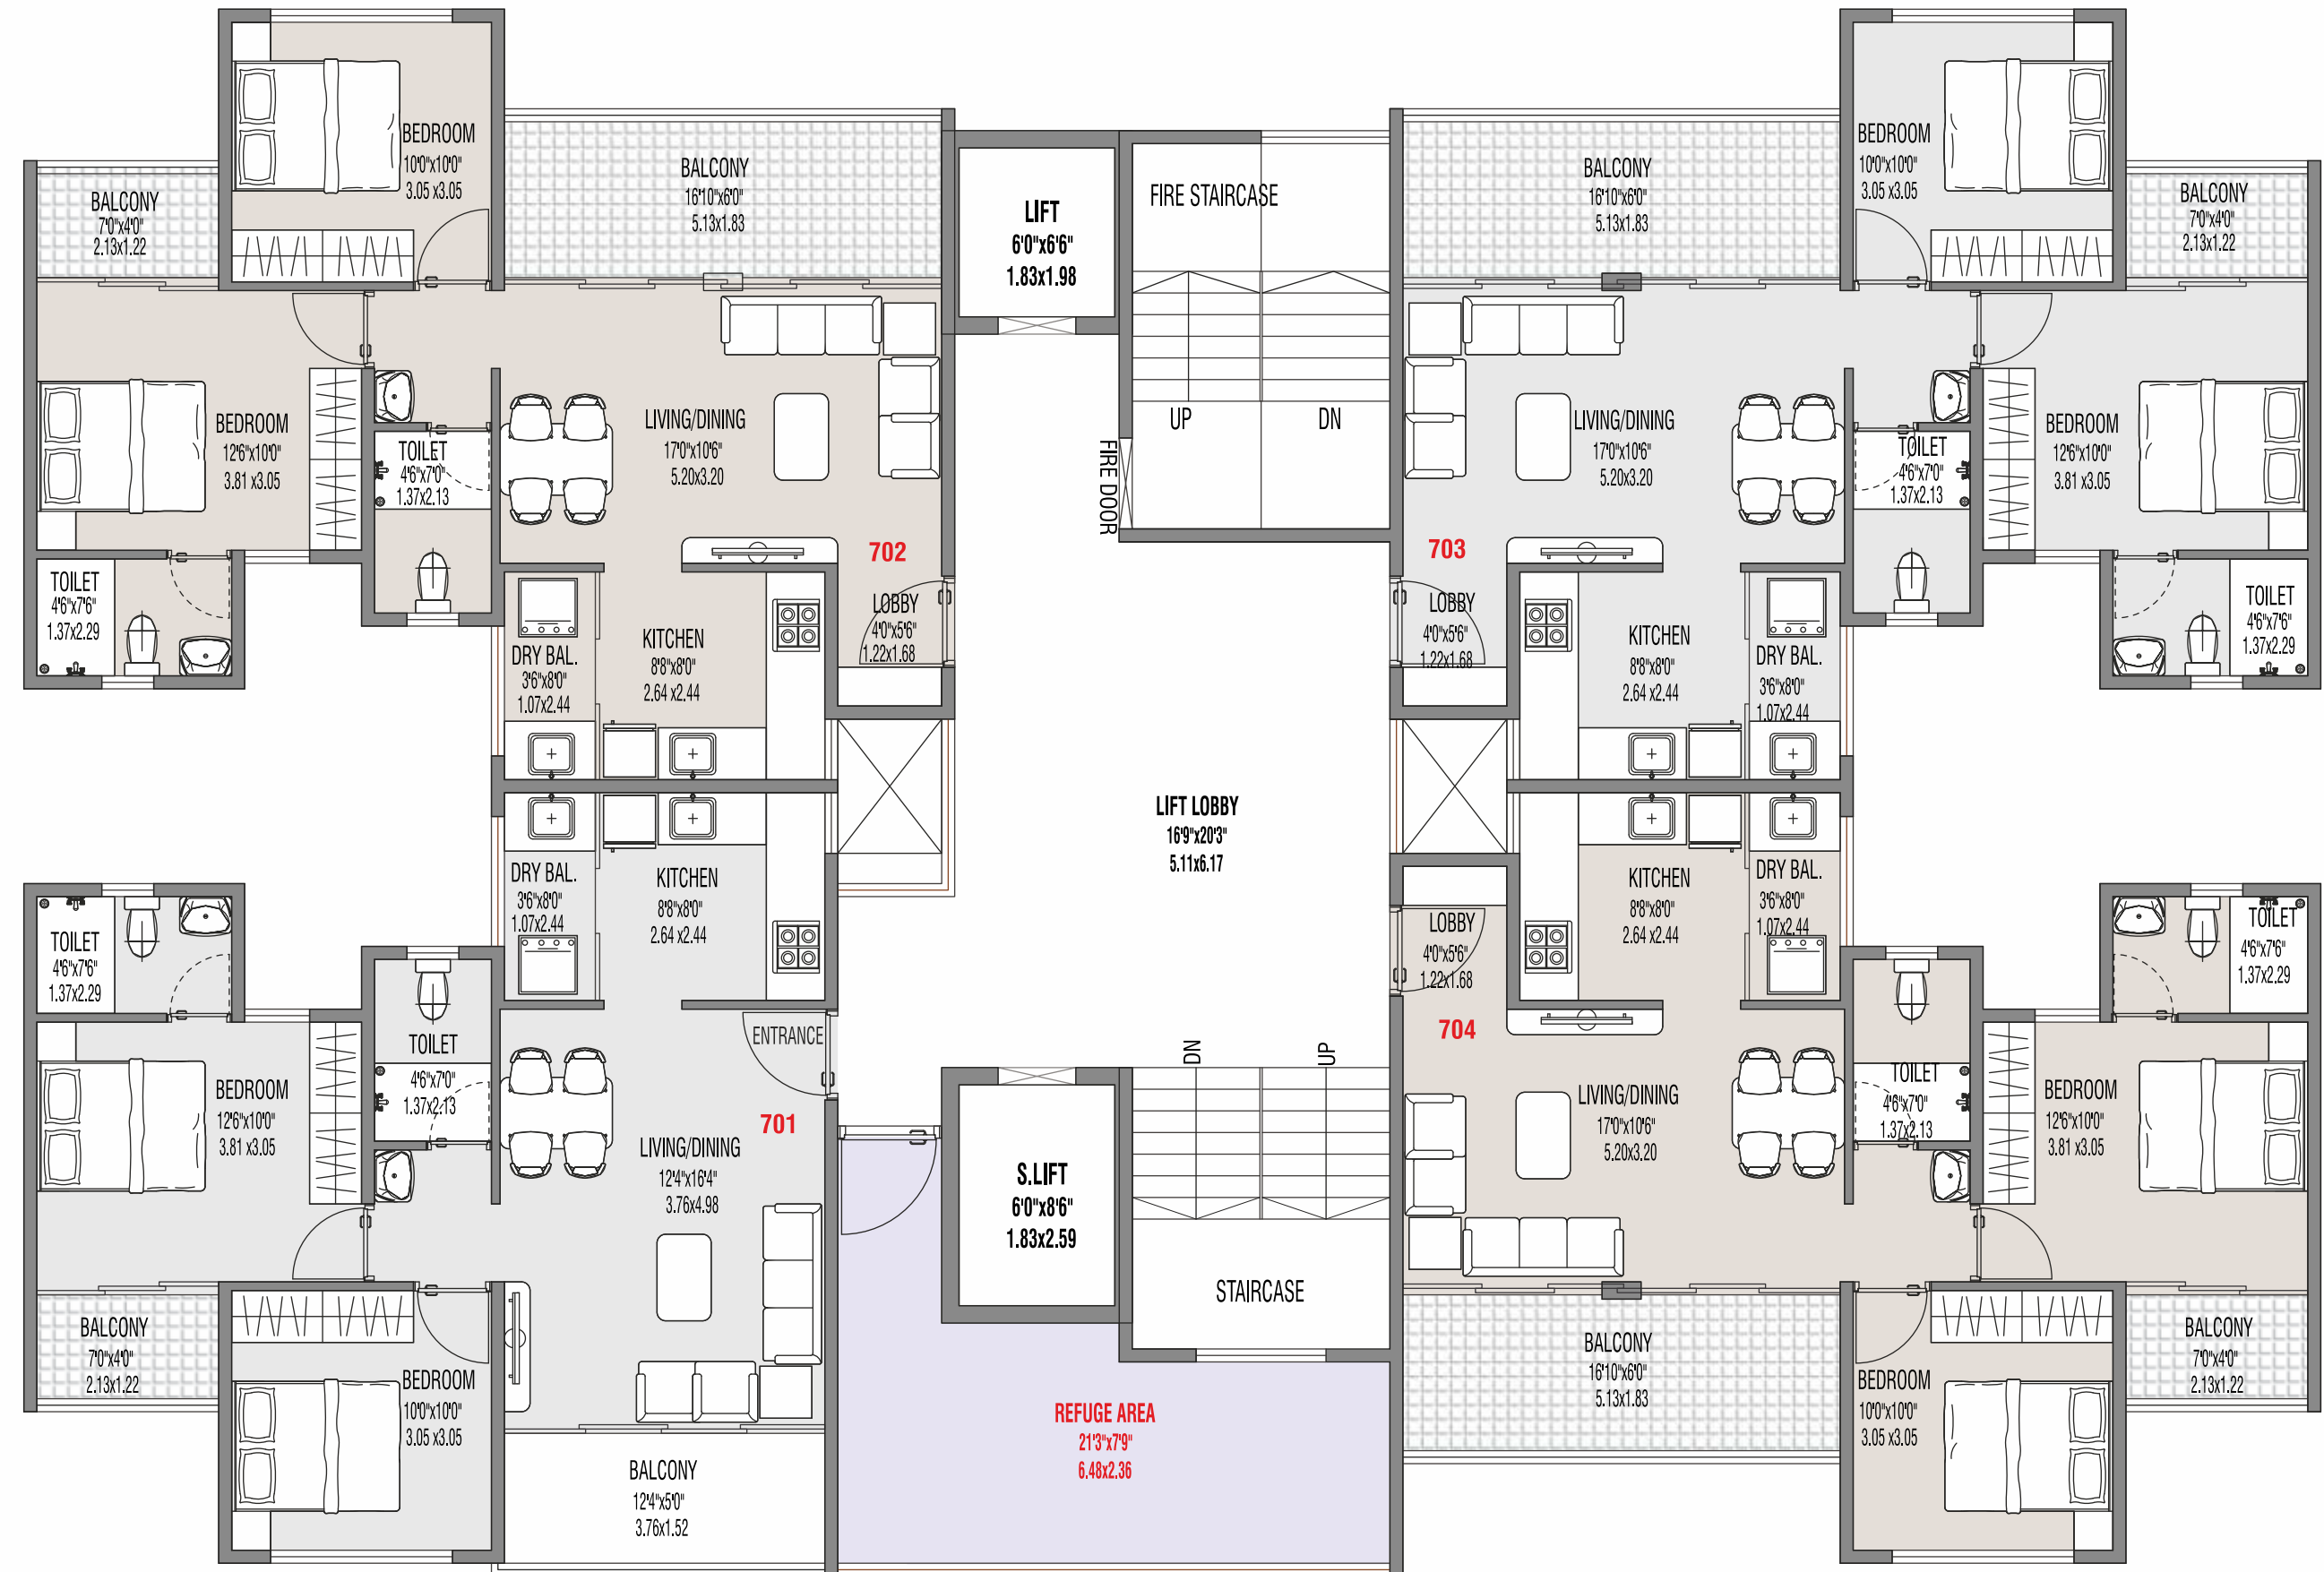 BEDROOM
10'0"x10'0"
3.05 x3.05
BALCONY
7'0"x4'0"
2.13x1.22
BALCONY
16'10"x6'0"
5.13x1.83
LIFT
6'0"x6'6"
1.83x1.98
FIRE STAIRCASE
UP
DN
FIRE DOOR
BALCONY
16'10"x6'0"
5.13x1.83
BEDROOM
10'0"x10'0"
3.05 x3.05
BALCONY
7'0"x4'0"
2.13x1.22
BEDROOM
12'6"x10'0"
3.81 x3.05
TOILET
4'6"x7'0"
1.37x2.13
LIVING/DINING
17'0"x10'6"
5.20x3.20
702
TOILET
4'6"x7'6"
1.37x2.29
DRY BAL.
3'6"x8'0"
1.07x2.44
KITCHEN
8'8"x8'0"
2.64 x2.44
LOBBY
4'0"x5'6"
1.22x1.68
703
LOBBY
4'0"x5'6"
1.22x1.68
LIVING/DINING
17'0"x10'6"
5.20x3.20
KITCHEN
8'8"x8'0"
2.64 x2.44
DRY BAL.
3'6"x8'0"
1.07x2.44
TOILET
4'6"x7'0"
1.37x2.13
BEDROOM
12'6"x10'0"
3.81 x3.05
TOILET
4'6"x7'6"
1.37x2.29
LIFT LOBBY
16'9"x20'3"
5.11x6.17
DRY BAL.
3'6"x8'0"
1.07x2.44
KITCHEN
8'8"x8'0"
2.64 x2.44
TOILET
4'6"x7'6"
1.37x2.29
TOILET
4'6"x7'0"
1.37x2.13
BEDROOM
12'6"x10'0"
3.81 x3.05
ENTRANCE
701
LIVING/DINING
12'4"x16'4"
3.76x4.98
BALCONY
7'0"x4'0"
2.13x1.22
BEDROOM
10'0"x10'0"
3.05 x3.05
BALCONY
12'4"x5'0"
3.76x1.52
S.LIFT
6'0"x8'6"
1.83x2.59
DN
UP
STAIRCASE
REFUGE AREA
21'3"x7'9"
6.48x2.36
LOBBY
4'0"x5'6"
1.22x1.68
704
KITCHEN
8'8"x8'0"
2.64 x2.44
DRY BAL.
3'6"x8'0"
1.07x2.44
LIVING/DINING
17'0"x10'6"
5.20x3.20
TOILET
4'6"x7'0"
1.37x2.13
TOILET
4'6"x7'6"
1.37x2.29
BEDROOM
12'6"x10'0"
3.81 x3.05
BALCONY
16'10"x6'0"
5.13x1.83
BEDROOM
10'0"x10'0"
3.05 x3.05
BALCONY
7'0"x4'0"
2.13x1.22